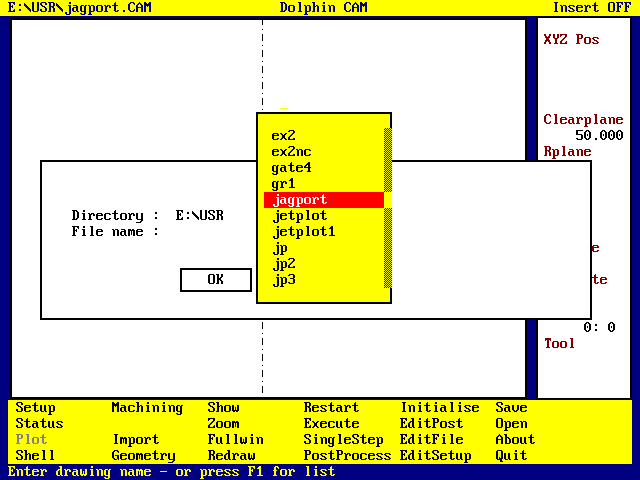 E:\USR\jagport.CAM Dolphin CAM Insert OFF
XYZ Pos
Clearplane
50.000
Rplane
ex2
ex2nc
gate4
gr1
jagport
jetplot
jetplot1
jp
jp2
jp3
Directory : E:\USR
File name :
OK
e
te
0: 0
Tool
Setup Machining Show Restart Initialise Save
Status Zoom Execute EditPost Open
Plot Import Fullwin SingleStep EditFile About
Shell Geometry Redraw PostProcess EditSetup Quit
Enter drawing name - or press F1 for list